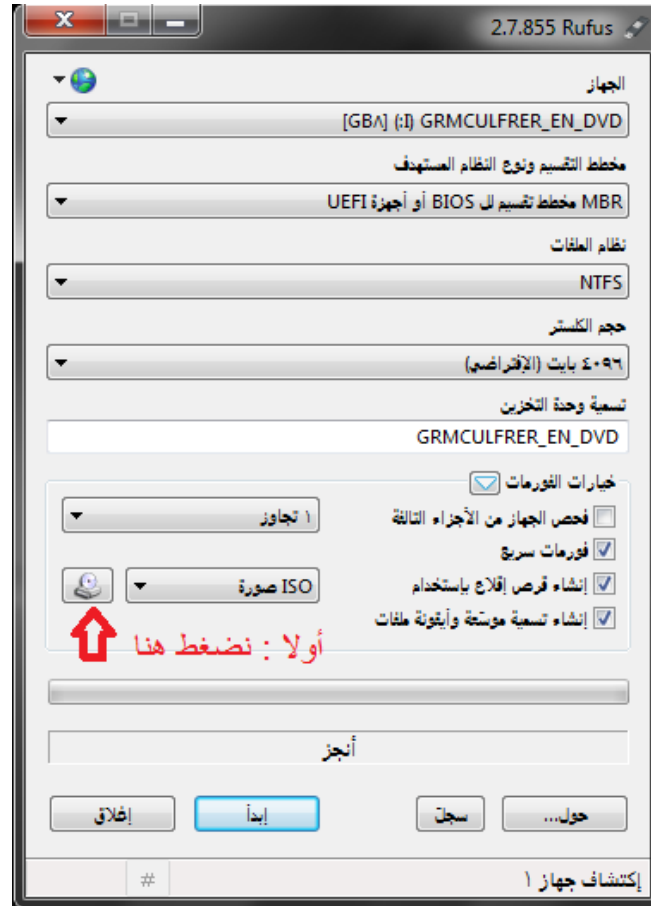 2.7.855 Rufus
الجهاز
[GB٨] (:I) GRMCULFRER_EN_DVD
مخطط التقسيم ونوع النظام المستهدف
MBR مخطط تقسيم لل BIOS أو أجهزة UEFI
نظام الملفات
NTFS
حجم الكلستر
٤٠٩٦ بايت (الإفتراضي)
تسمية وحدة التخزين
GRMCULFRER_EN_DVD
خيارات الفورمات
فحص الجهاز من الأجزاء التالفة
١ تجاوز
فورمات سريع
إنشاء قرص إقلاع بإستخدام
ISO صورة
إنشاء تسمية موسّعة وأيقونة ملفات
أولا : نضغط هنا
أنجز
حول...
سجلّ
إبدأ
إغلاق
إكتشاف جهاز ١
#